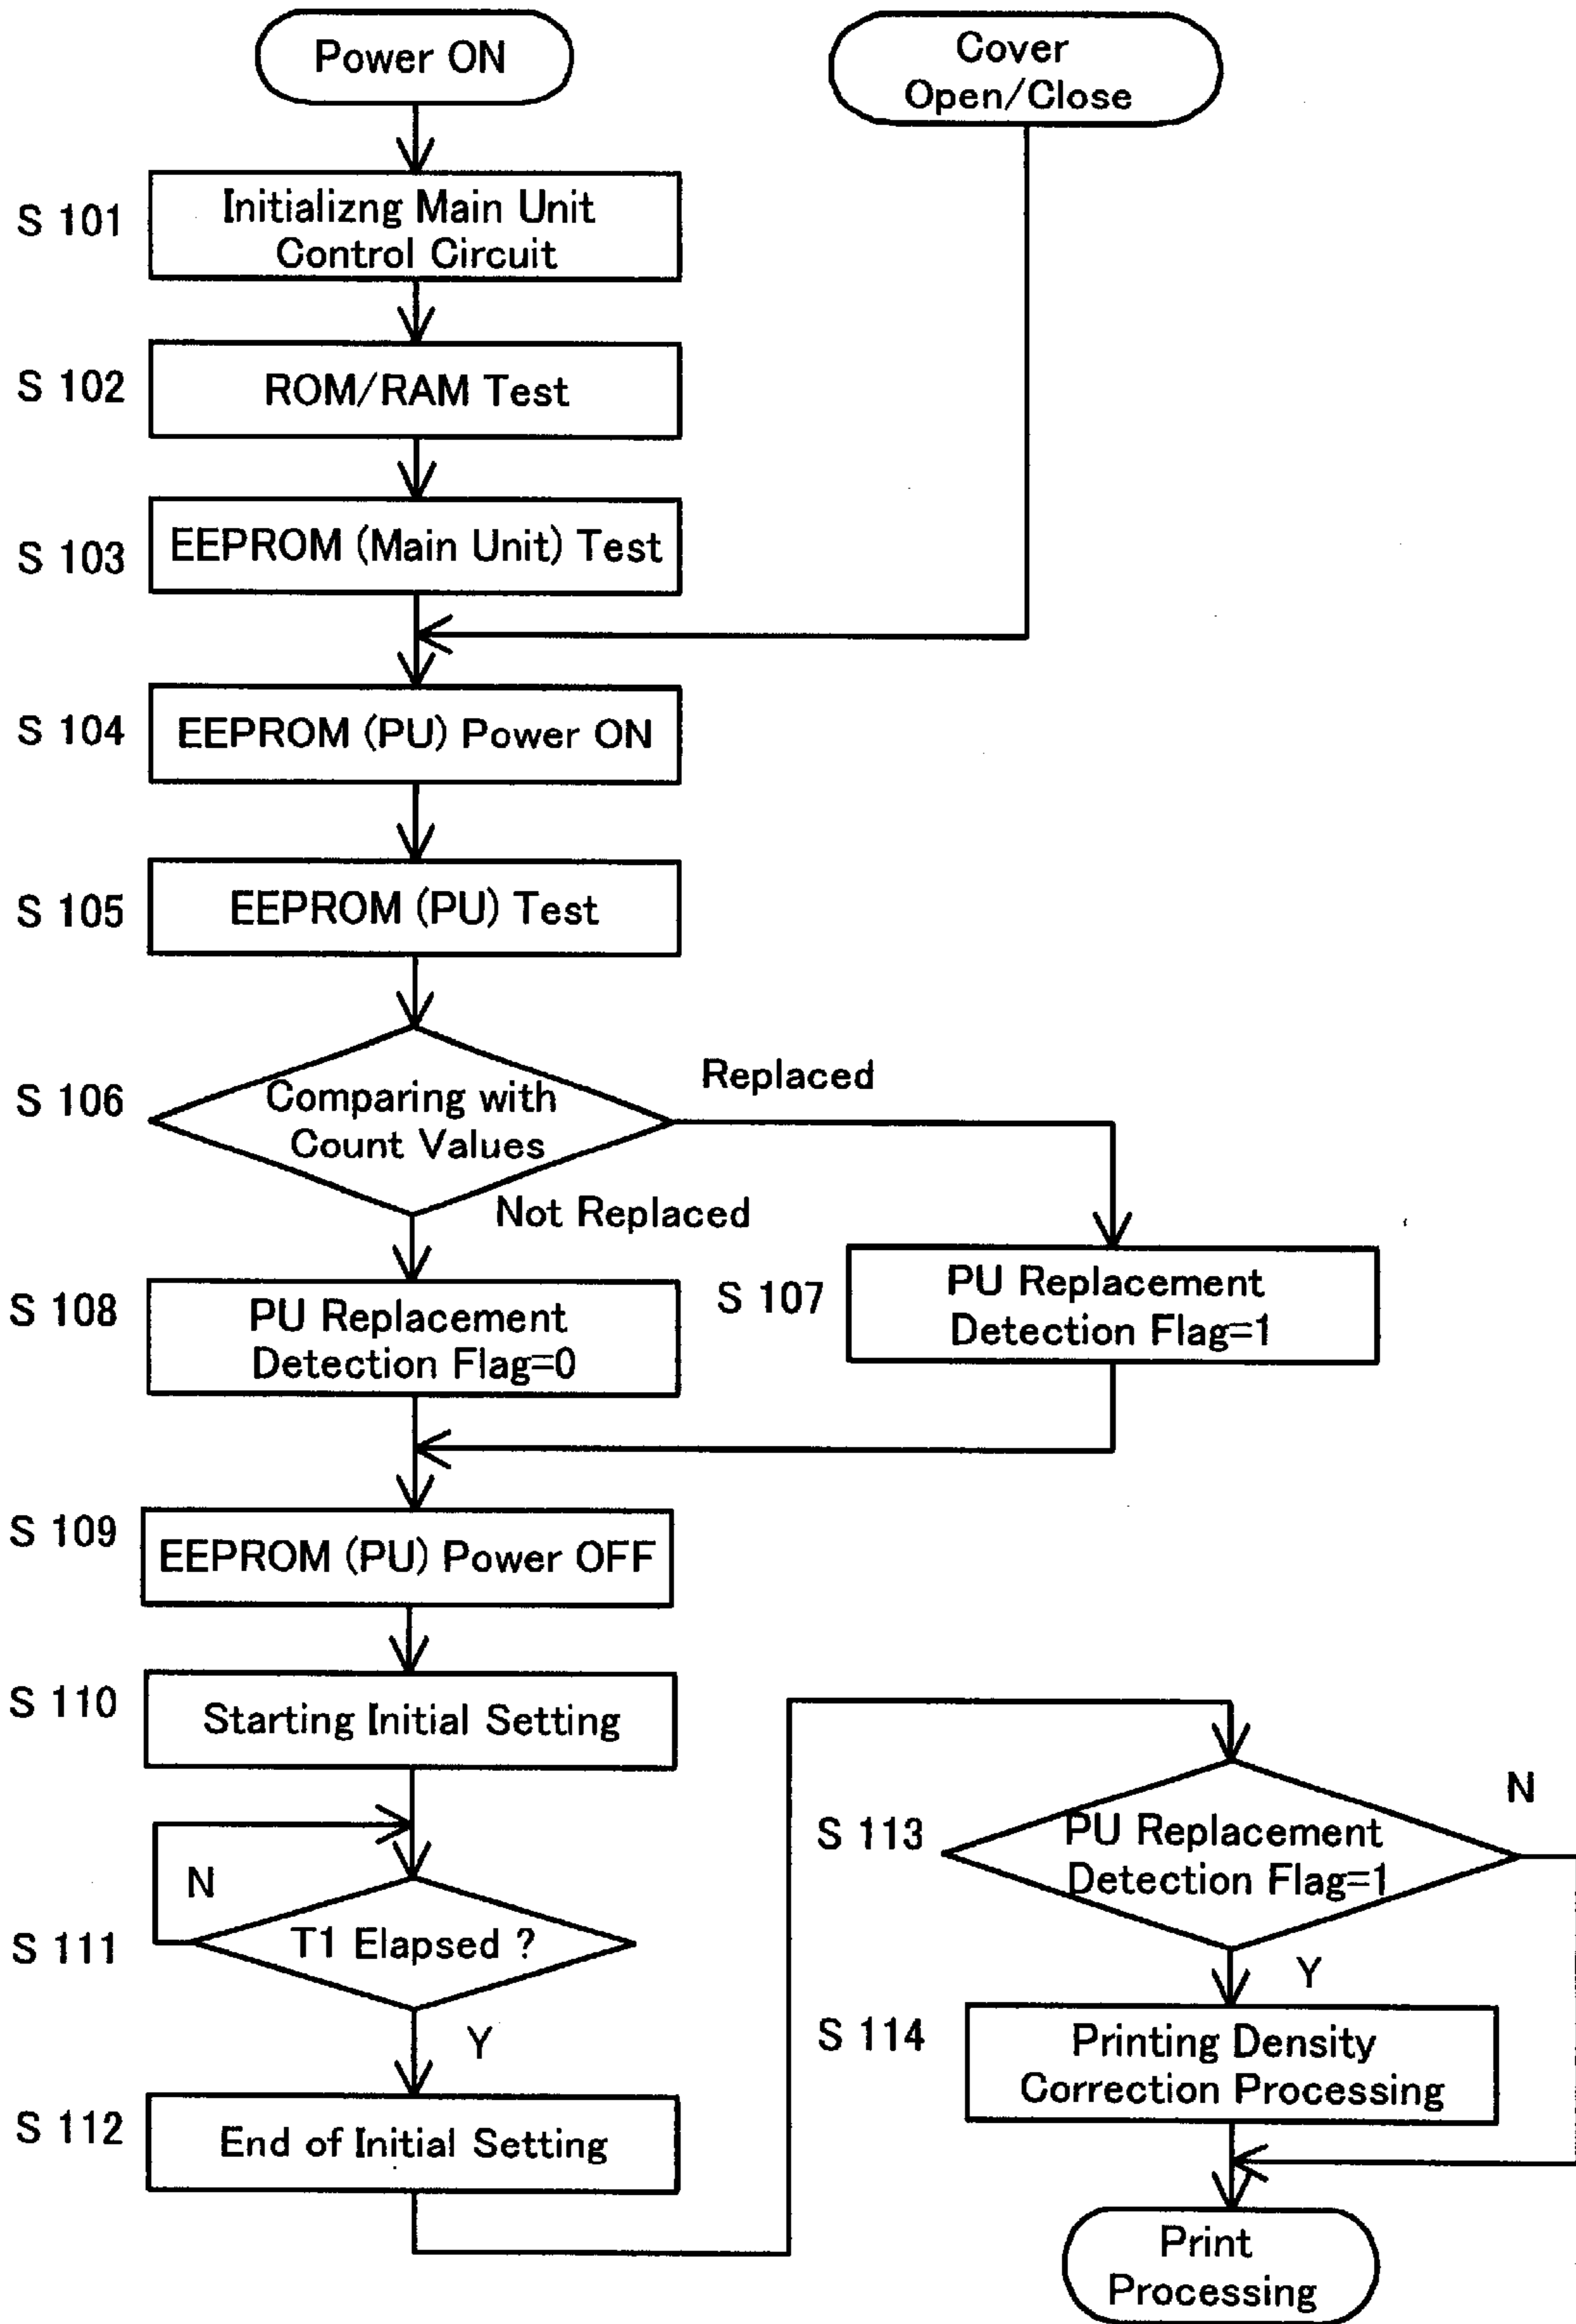 Power ON
Cover
Open/Close
S 101
Initializng Main Unit
Control Circuit
S 102
ROM/RAM Test
S 103
EEPROM (Main Unit) Test
S 104
EEPROM (PU) Power ON
S 105
EEPROM (PU) Test
S 106
Comparing with
Count Values
Replaced
Not Replaced
S 108
PU Replacement
Detection Flag=0
S 107
PU Replacement
Detection Flag=1
S 109
EEPROM (PU) Power OFF
S 110
Starting Initial Setting
N
S 111
T1 Elapsed ?
Y
S 112
End of Initial Setting
S 113
PU Replacement
Detection Flag=1
N
Y
S 114
Printing Density
Correction Processing
Print
Processing